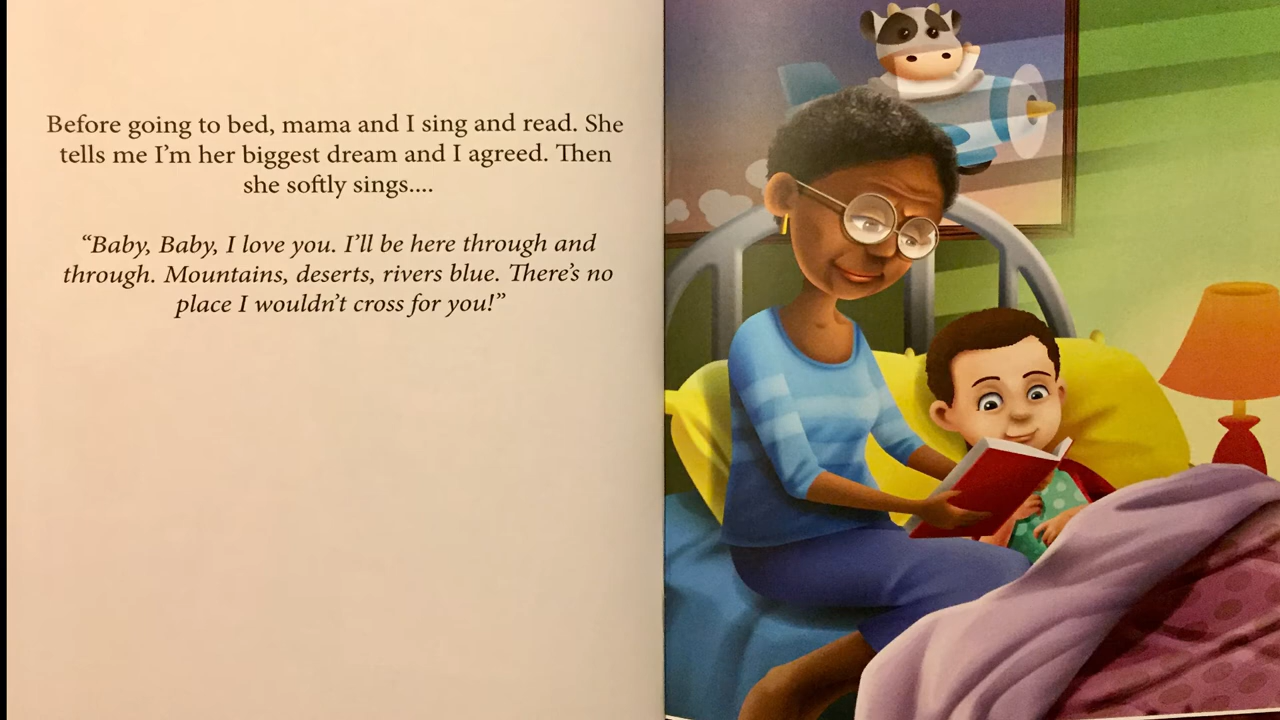 Before going to bed, mama and I sing and read. She
tells me I'm her biggest dream and I agreed. Then
she softly sings....
“Baby, Baby, I love you. I'll be here through and
through. Mountains, deserts, rivers blue. There's no
place I wouldn't cross for you!”